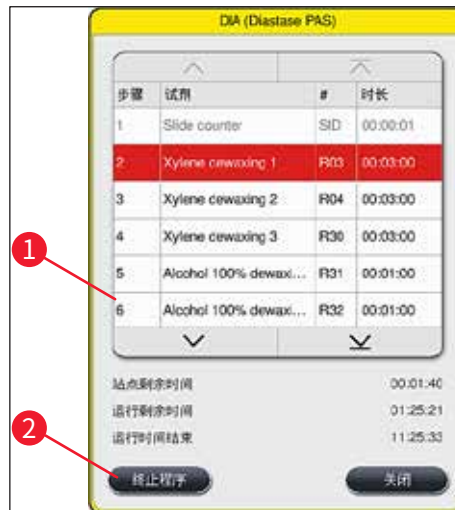 DIA (Diastase PAS)
步骤 试剂 # 时长
1 Slide counter SID 00:00:01
2 Xylene cewaxing 1 R03 00:03:00
3 Xylene cewaxing 2 R04 00:03:00
4 Xylene cewaxing 3 R30 00:03:00
1
5 Alcohol 100% dewaxi... R31 00:01:00
6 Alcohol 100% dewaxi... R32 00:01:00
站点剩余时间 00:01:40
运行剩余时间 01:25:21
2
运行时间结束 11:25:33
终止程序 关闭